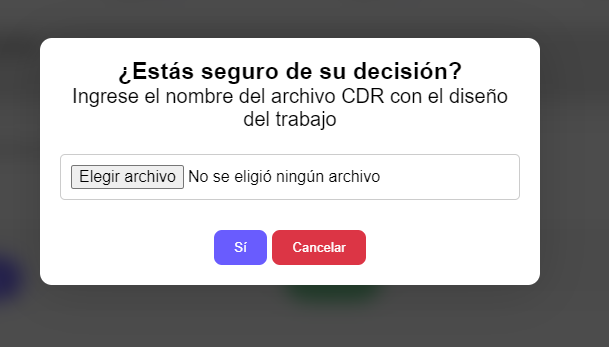 ¿Estás seguro de su decisión?
Ingrese el nombre del archivo CDR con el diseño
del trabajo
Elegir archivo No se eligió ningún archivo
Sí Cancelar